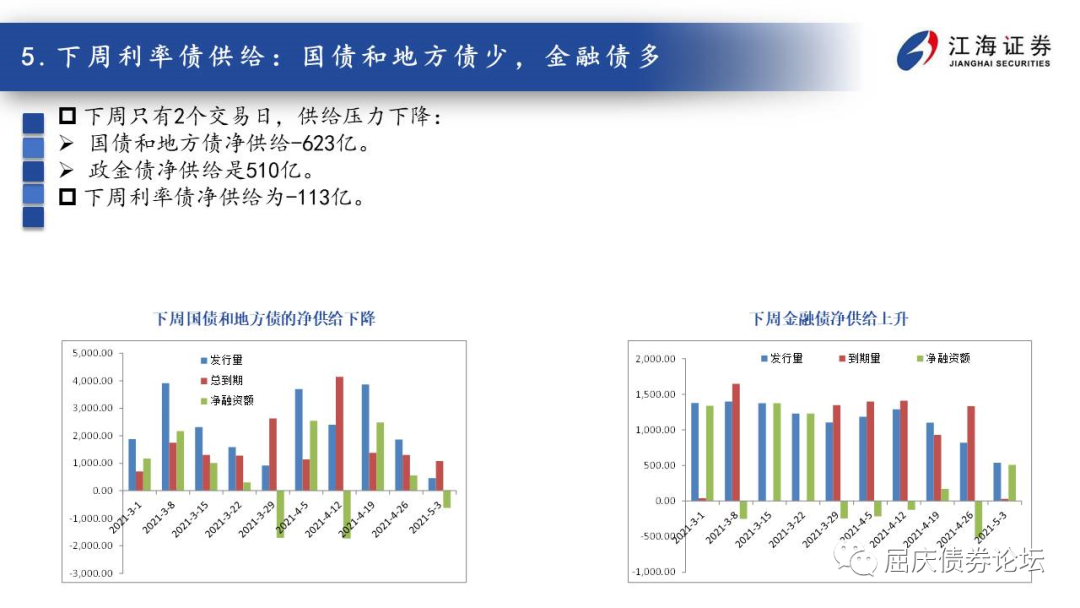 5.下周利率债供给：国债和地方债少，金融债多
江海证券
JIANGHAI SECURITIES
下周只有2个交易日，供给压力下降：
国债和地方债净供给-623亿。
政金债净供给是510亿。
下周利率债净供给为-113亿。
下周国债和地方债的净供给下降
5,000.00
4,000.00
3,000.00
2,000.00
1,000.00
0.00
-1,000.00
-2,000.00
-3,000.00
发行量
总到期
净融资额
2021-3-1
2021-3-8
2021-3-15
2021-3-22
2021-3-29
2021-4-5
2021-4-12
2021-4-19
2021-4-26
2021-5-3
下周金融债净供给上升
2,000.00
1,500.00
1,000.00
500.00
0.00
-500.00
-1,000.00
发行量 到期量 净融资额
2021-3-1
2021-3-8
2021-3-15
2021-3-22
2021-3-29
2021-4-5
2021-4-12
2021-4-19
2021-4-26
2021-5-3
屈庆债券论坛